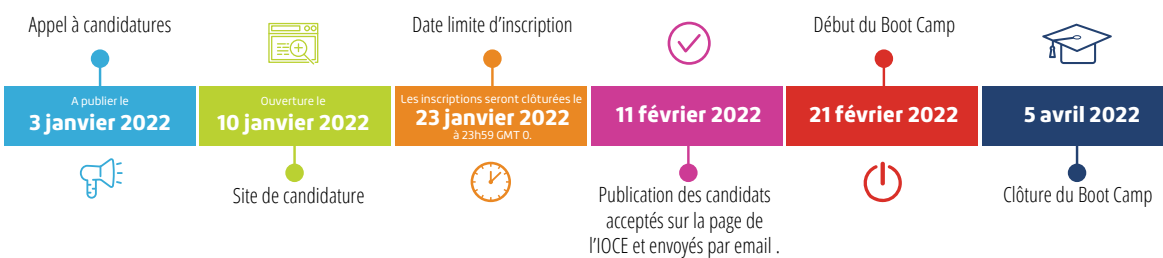 Appel à candidatures
A publier le
3 janvier 2022
Ouverture le
10 janvier 2022
Site de candidature
Date limite d'inscription
Les inscriptions seront clôturées le
23 janvier 2022
à 23h59 GMT 0.
11 février 2022
Publication des candidats
acceptés sur la page de
l'IOCE et envoyés par email .
Début du Boot Camp
21 février 2022
5 avril 2022
Clôture du Boot Camp